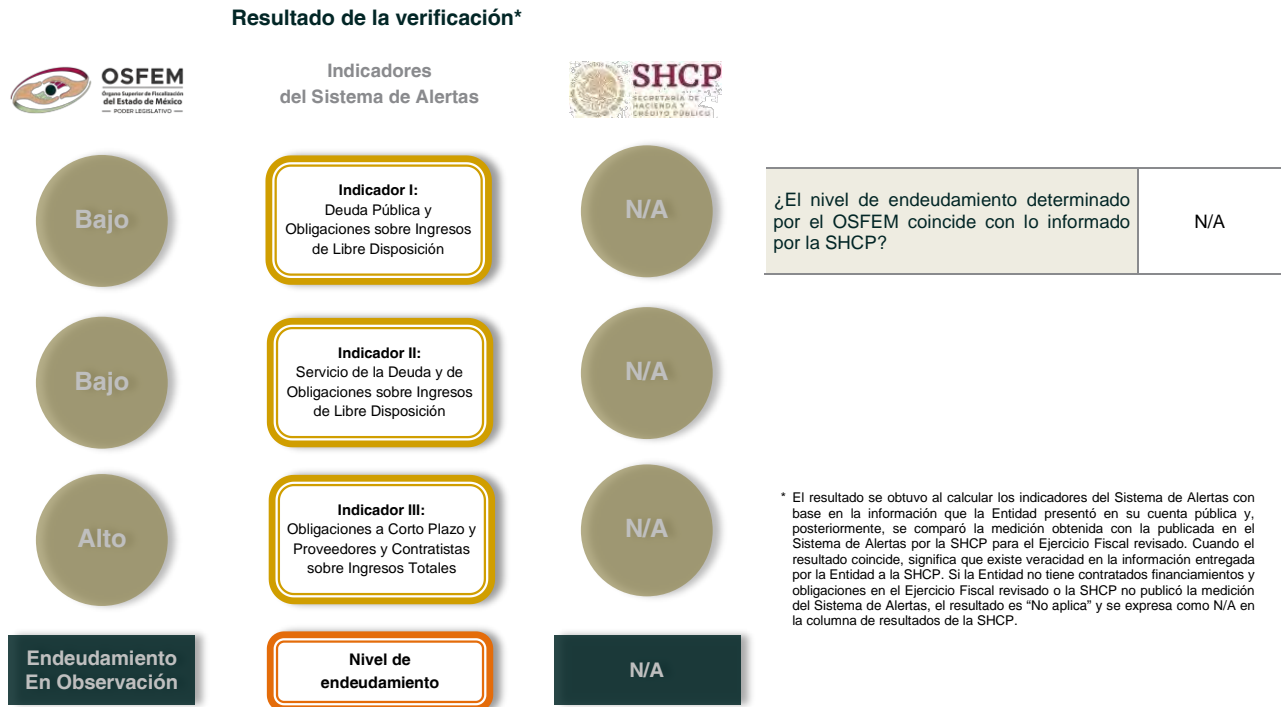 Resultado de la verificación*
OSFEM
Órgano Superior de Fiscalización
del Estado de México
PODER LEGISLATIVO
Indicadores
del Sistema de Alertas
SHCP
SECRETARÍA DE
HACIENDA Y
CRÉDITO PÚBLICO
Bajo
Indicador I:
Deuda Pública y
Obligaciones sobre Ingresos
de Libre Disposición
N/A
¿El nivel de endeudamiento determinado
por el OSFEM coincide con lo informado
por la SHCP?
N/A
Bajo
Indicador II:
Servicio de la Deuda y de
Obligaciones sobre Ingresos
de Libre Disposición
N/A
Alto
Indicador III:
Obligaciones a Corto Plazo y
Proveedores y Contratistas
sobre Ingresos Totales
N/A
* El resultado se obtuvo al calcular los indicadores del Sistema de Alertas con
base en la información que la Entidad presentó en su cuenta pública y,
posteriormente, se comparó la medición obtenida con la publicada en el
Sistema de Alertas por la SHCP para el Ejercicio Fiscal revisado. Cuando el
resultado coincide, significa que existe veracidad en la información entregada
por la Entidad a la SHCP. Si la Entidad no tiene contratados financiamientos y
obligaciones en el Ejercicio Fiscal revisado o la SHCP no publicó la medición
del Sistema de Alertas, el resultado es “No aplica” y se expresa como N/A en
la columna de resultados de la SHCP.
Endeudamiento
En Observación
Nivel de
endeudamiento
N/A